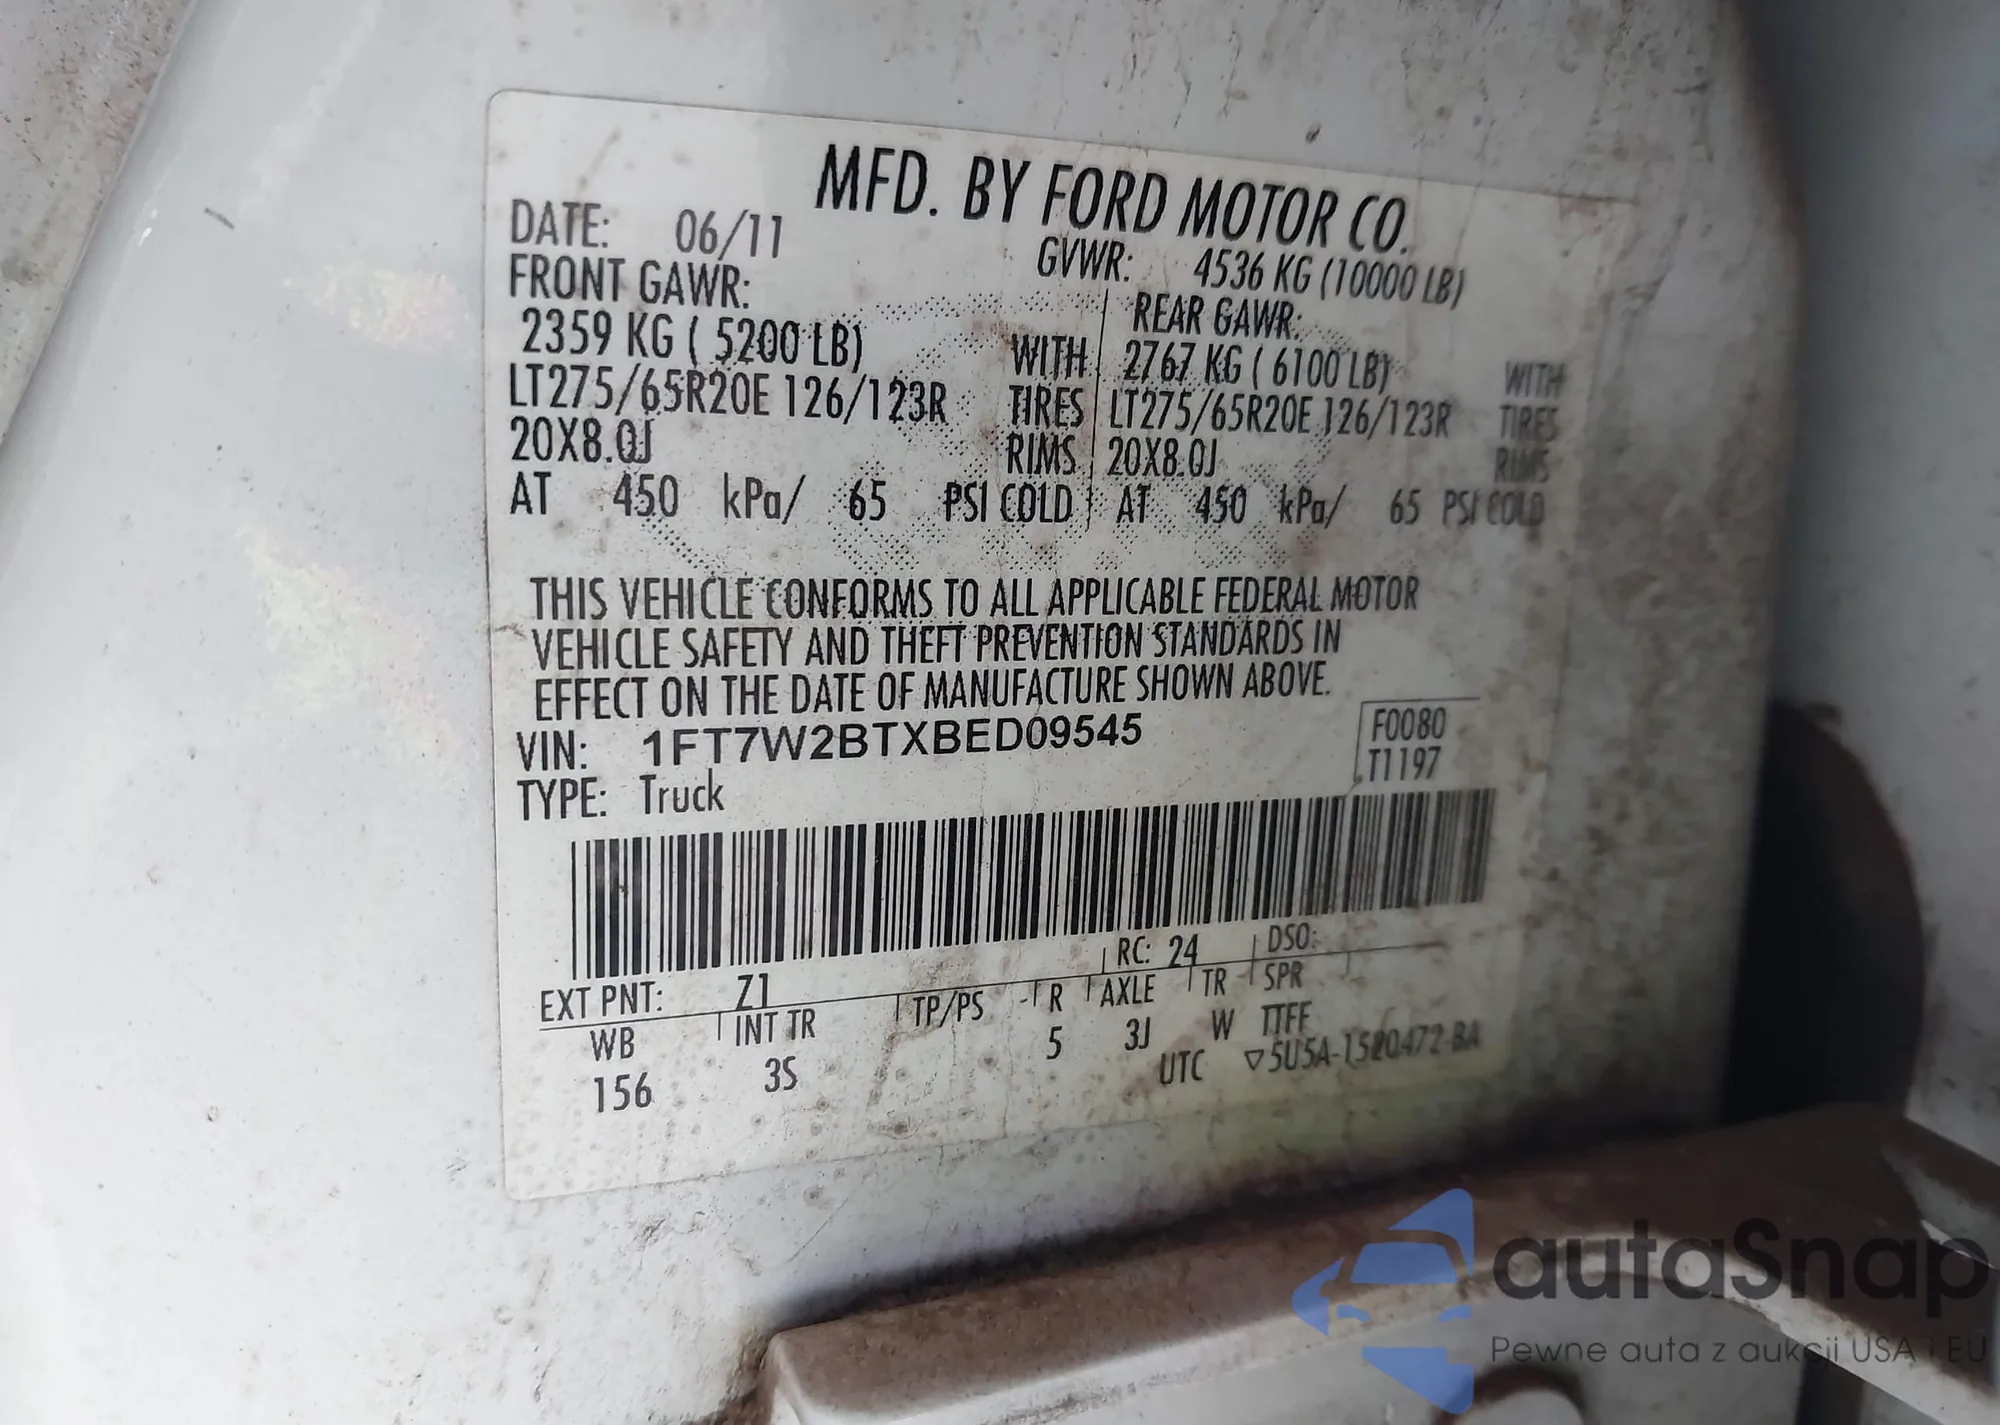 MFD. BY FORD MOTOR CO.
DATE: 06/11 GVWR: 4536 KG (10000 LB)
FRONT GAWR: REAR GAWR:
2359 KG ( 5200 LB) WITH 2767 KG ( 6100 LB) WITH
LT275/65R20E 126/123R TIRES LT275/65R20E 126/123R TIRES
20X8.0J RIMS 20X8.0J RIMS
AT 450 kPa/ 65 PSI COLD AT 450 kPa/ 65 PSI COLD
THIS VEHICLE CONFORMS TO ALL APPLICABLE FEDERAL MOTOR
VEHICLE SAFETY AND THEFT PREVENTION STANDARDS IN
EFFECT ON THE DATE OF MANUFACTURE SHOWN ABOVE.
VIN: 1FT7W2BTXBED09545 F0080
TYPE: Truck T1197
EXT PNT: Z1 RC: 24 DSO:
WB INT TR TP/PS R AXLE TR SPR
156 3S 5 3J W TTFF
UTC ▽5U5A-1520472-BA
autaSnap
Pewne auta z aukcji USA i EU